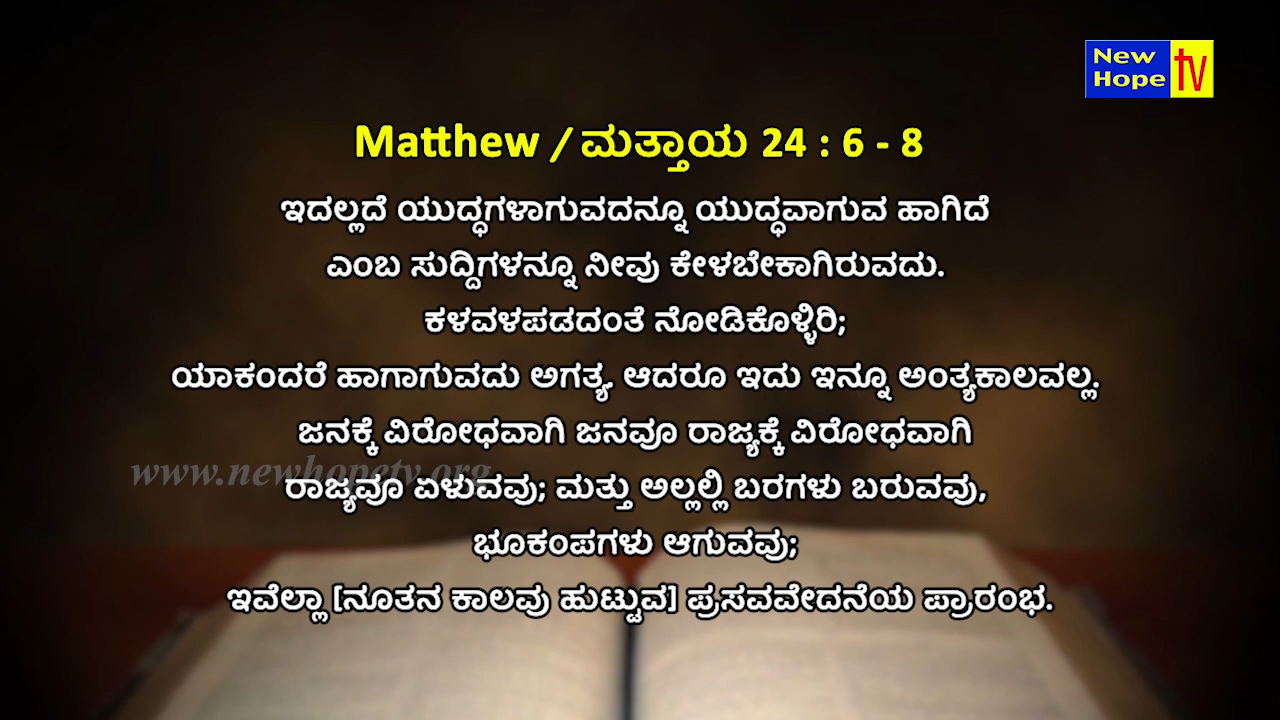 New
Hope
tv
Matthew / ಮತ್ತಾಯ 24 : 6 - 8
ಇದಲ್ಲದೆ ಯುದ್ಧಗಳಾಗುವದನ್ನೂ ಯುದ್ಧವಾಗುವ ಹಾಗಿದೆ
ಎಂಬ ಸುದ್ದಿಗಳನ್ನೂ ನೀವು ಕೇಳಬೇಕಾಗಿರುವದು.
ಕಳವಳಪಡದಂತೆ ನೋಡಿಕೊಳ್ಳಿರಿ;
ಯಾಕಂದರೆ ಹಾಗಾಗುವದು ಅಗತ್ಯ. ಆದರೂ ಇದು ಇನ್ನೂ ಅಂತ್ಯಕಾಲವಲ್ಲ.
ಜನಕ್ಕೆ ವಿರೋಧವಾಗಿ ಜನವೂ ರಾಜ್ಯಕ್ಕೆ ವಿರೋಧವಾಗಿ
www.newhopetv.org
ರಾಜ್ಯವೂ ಏಳುವವು; ಮತ್ತು ಅಲ್ಲಲ್ಲಿ ಬರಗಳು ಬರುವವು,
ಭೂಕಂಪಗಳು ಆಗುವವು;
ಇವೆಲ್ಲಾ [ನೂತನ ಕಾಲವು ಹುಟ್ಟುವ] ಪ್ರಸವವೇದನೆಯ ಪ್ರಾರಂಭ.